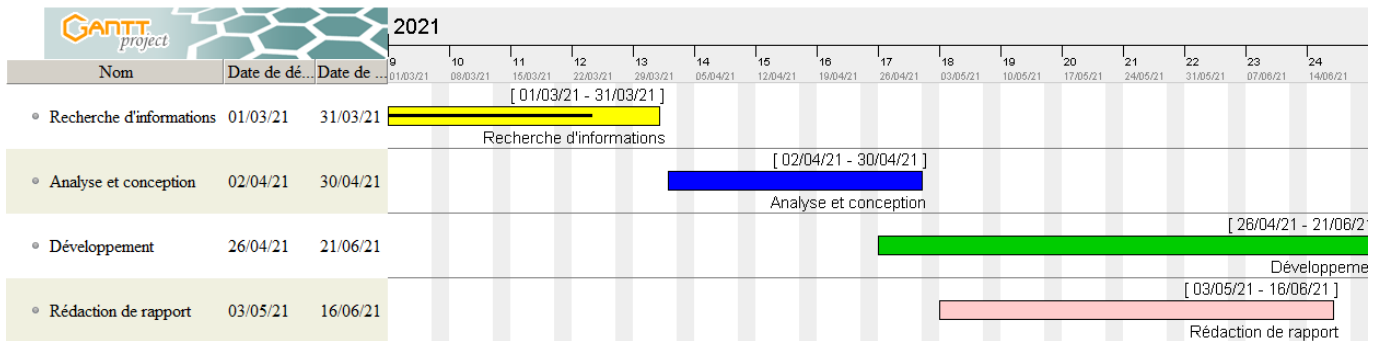 GANTT
project
2021
9 10 11 12 13 14 15 16 17 18 19 20 21 22 23 24
Nom Date de dé... Date de ... 01/03/21 08/03/21 15/03/21 22/03/21 29/03/21 05/04/21 12/04/21 19/04/21 26/04/21 03/05/21 10/05/21 17/05/21 24/05/21 31/05/21 07/06/21 14/06/21
[ 01/03/21 - 31/03/21 ]
Recherche d'informations 01/03/21 31/03/21
Recherche d'informations
[ 02/04/21 - 30/04/21 ]
Analyse et conception 02/04/21 30/04/21
Analyse et conception
[ 26/04/21 - 21/06/2
Développement 26/04/21 21/06/21
Développeme
[ 03/05/21 - 16/06/21 ]
Rédaction de rapport 03/05/21 16/06/21
Rédaction de rapport